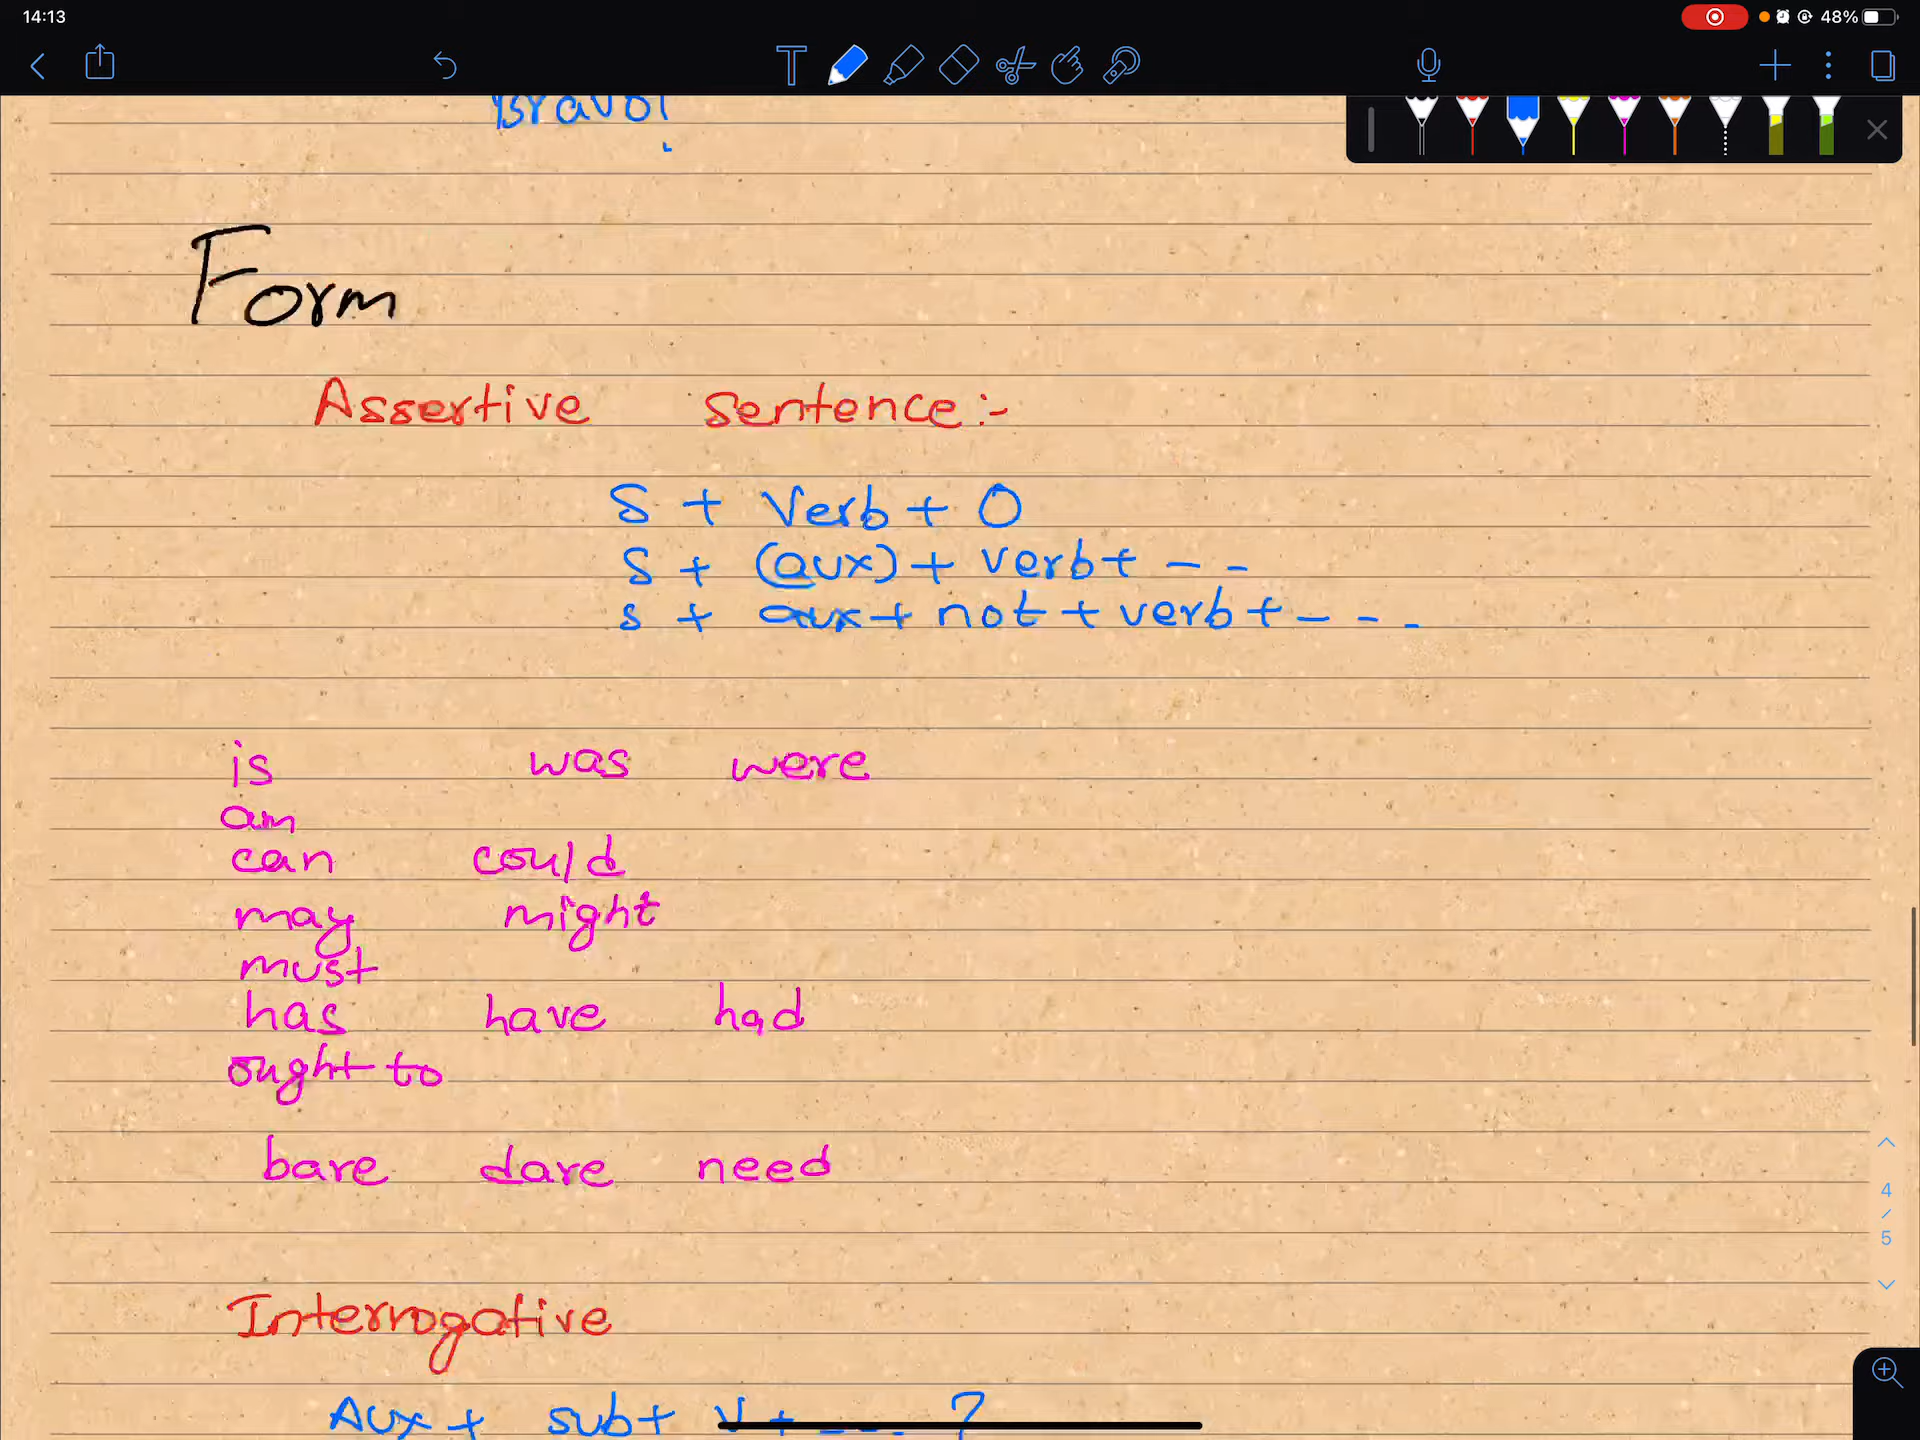 14:13
48%
Bravo!
Form
Assertive sentence:-
S + Verb + O
S + (aux) + verb + - -
s + aux + not + verb + - - -
is was were
am
can could
may might
must
has have had
ought to
bare dare need
4
/
5
Interrogative
Aux + sub + V + --- ?